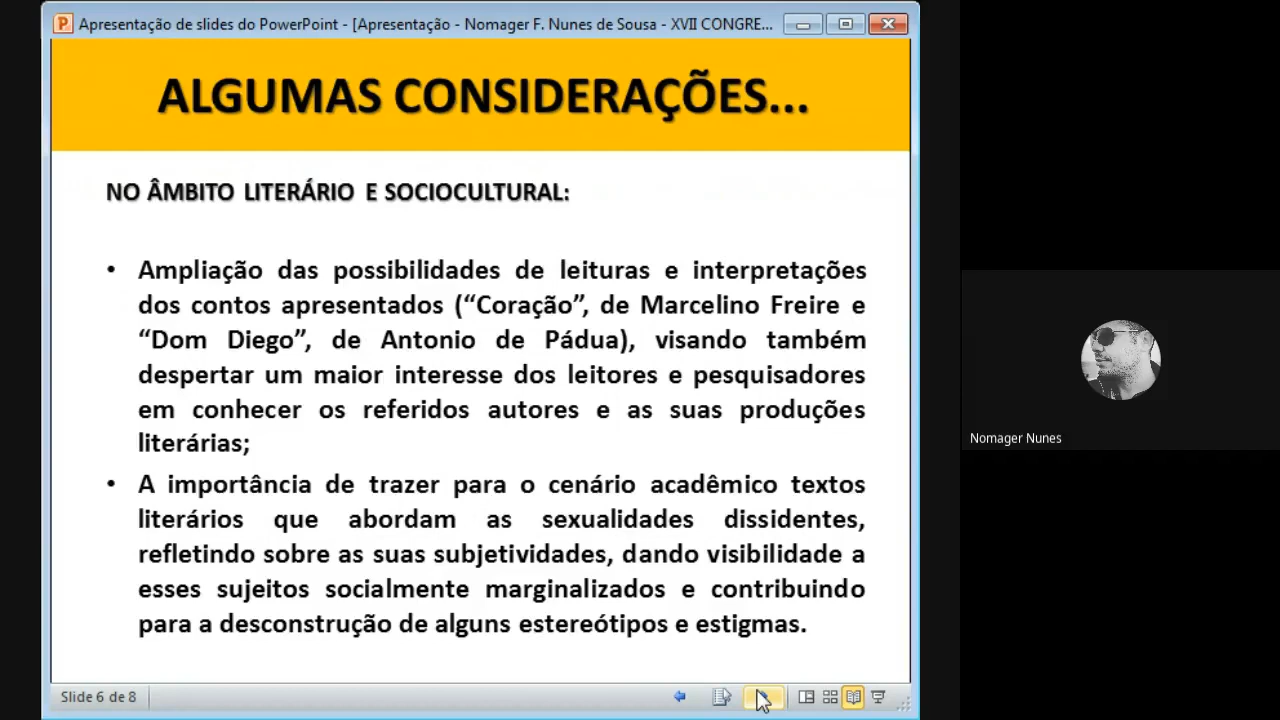 Apresentação de slides do PowerPoint - [Apresentação - Nomager F. Nunes de Sousa - XVII CONGRE...
ALGUMAS CONSIDERAÇÕES...
NO ÂMBITO LITERÁRIO E SOCIOCULTURAL:
• Ampliação das possibilidades de leituras e interpretações
dos contos apresentados (“Coração”, de Marcelino Freire e
“Dom Diego”, de Antonio de Pádua), visando também
despertar um maior interesse dos leitores e pesquisadores
em conhecer os referidos autores e as suas produções
literárias;
• A importância de trazer para o cenário acadêmico textos
literários que abordam as sexualidades dissidentes,
refletindo sobre as suas subjetividades, dando visibilidade a
esses sujeitos socialmente marginalizados e contribuindo
para a desconstrução de alguns estereótipos e estigmas.
Nomager Nunes
Slide 6 de 8